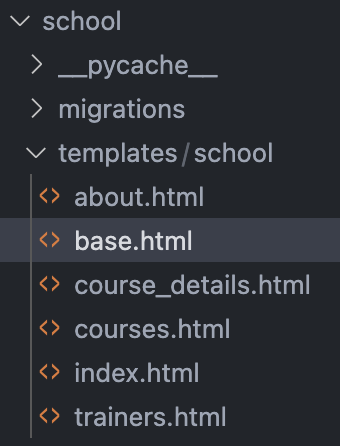 school
__pycache__
migrations
templates/school
about.html
base.html
course_details.html
courses.html
index.html
trainers.html